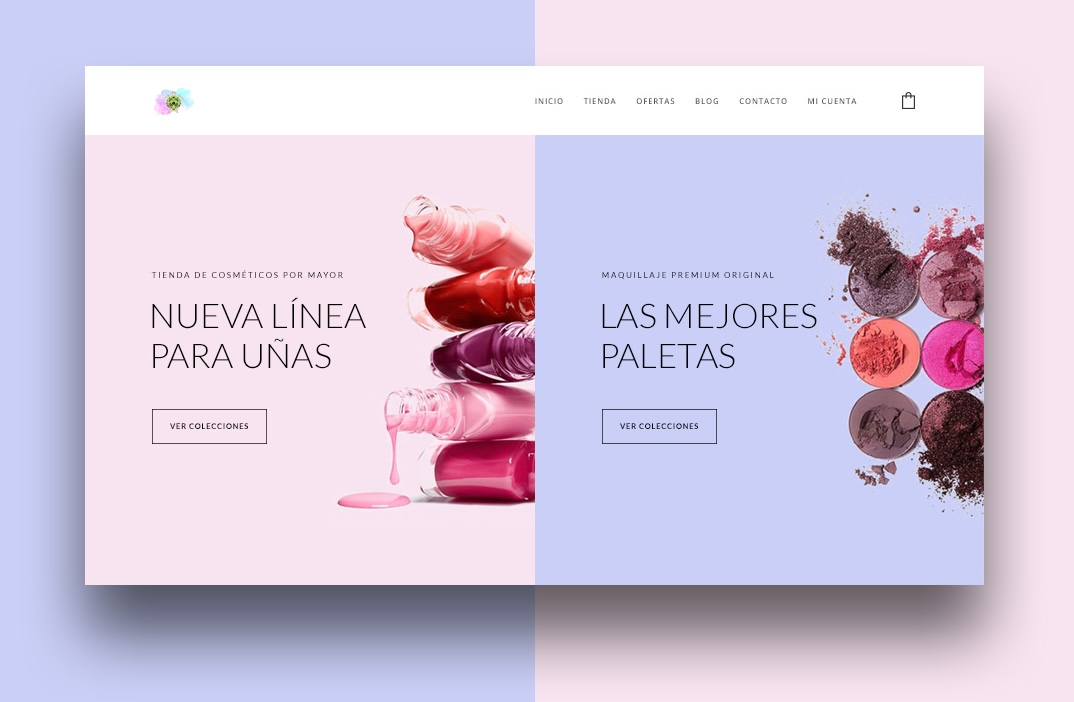 INICIO TIENDA OFERTAS BLOG CONTACTO MI CUENTA
TIENDA DE COSMÉTICOS POR MAYOR
NUEVA LÍNEA
PARA UÑAS
VER COLECCIONES
MAQUILLAJE PREMIUM ORIGINAL
LAS MEJORES
PALETAS
VER COLECCIONES